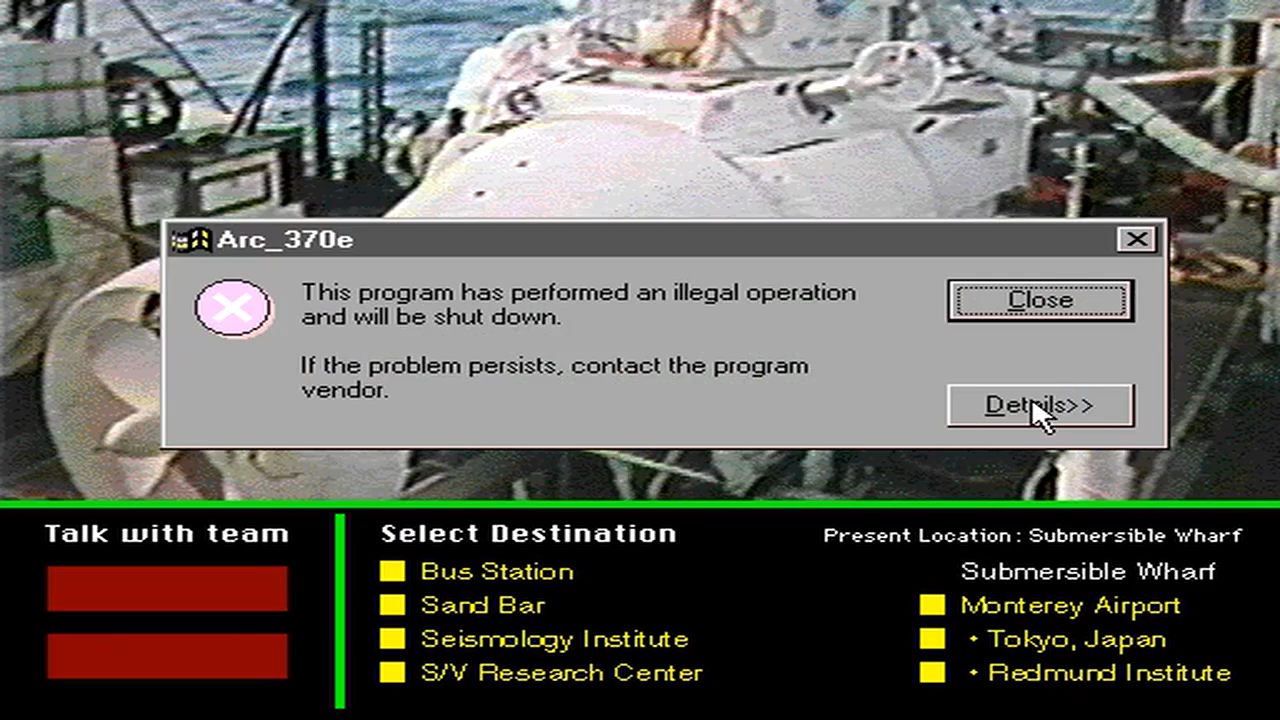 Arc_370e
This program has performed an illegal operation
and will be shut down.
If the problem persists, contact the program
vendor.
Close
Details>>
Talk with team
Select Destination
Present Location: Submersible Wharf
Bus Station
Sand Bar
Seismology Institute
S/V Research Center
Submersible Wharf
Monterey Airport
• Tokyo, Japan
• Redmund Institute